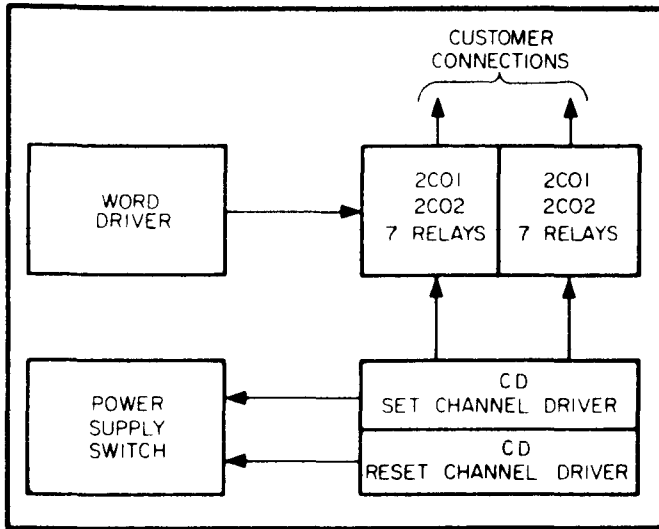 CUSTOMER
CONNECTIONS
WORD
DRIVER
2CO1
2CO2
7 RELAYS
2CO1
2CO2
7 RELAYS
POWER
SUPPLY
SWITCH
CD
SET CHANNEL DRIVER
CD
RESET CHANNEL DRIVER